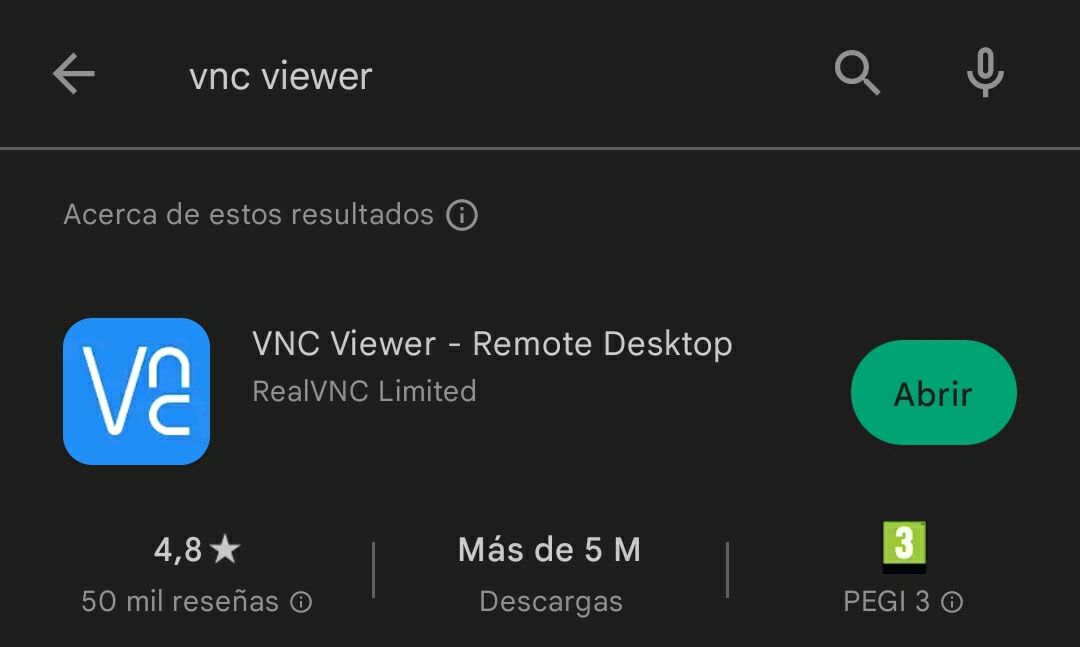 vnc viewer
Acerca de estos resultados
Vnc
VNC Viewer - Remote Desktop
RealVNC Limited
Abrir
4,8★
Más de 5 M
3
50 mil reseñas
Descargas
PEGI 3